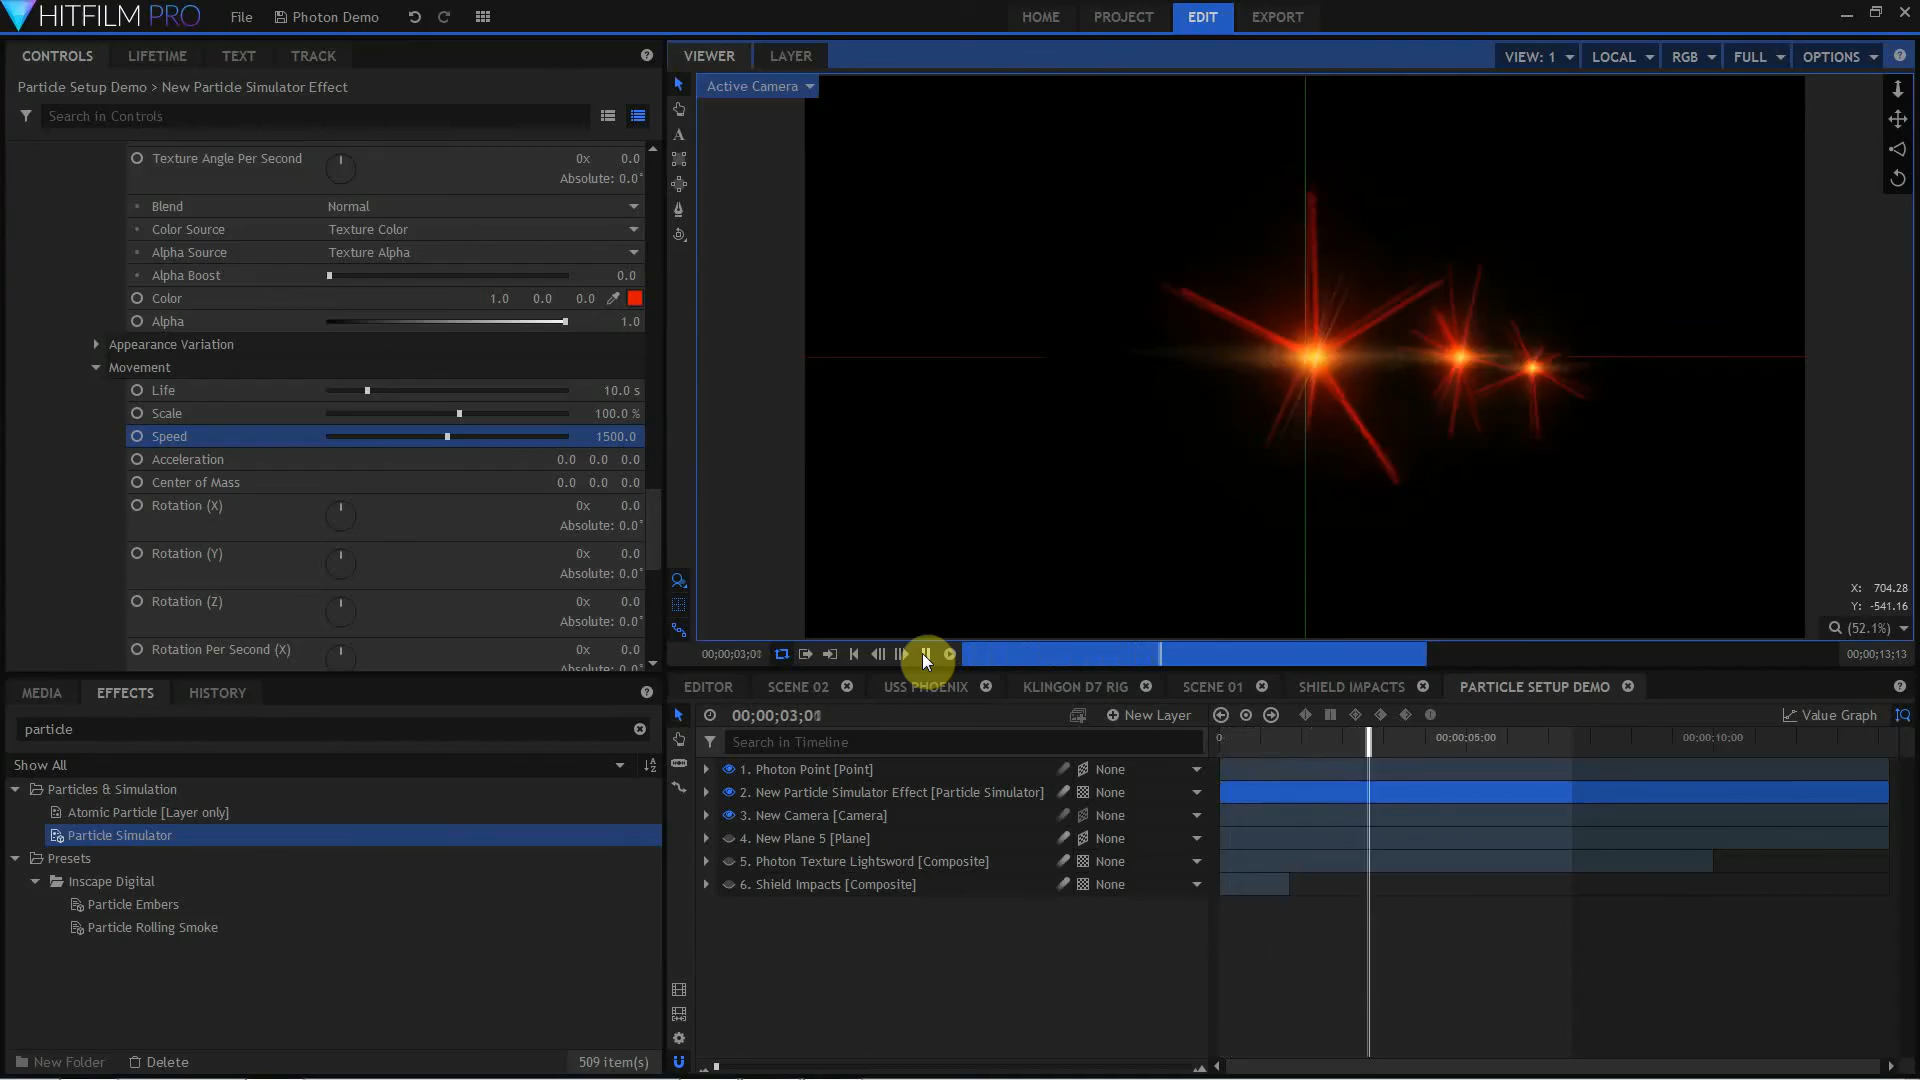 HITFILM PRO File Photon Demo HOME PROJECT EDIT EXPORT
CONTROLS LIFETIME TEXT TRACK
Particle Setup Demo > New Particle Simulator Effect
Search in Controls
Texture Angle Per Second 0x 0.0
Absolute: 0.0°
Blend Normal
Color Source Texture Color
Alpha Source Texture Alpha
Alpha Boost 0.0
Color 1.0 0.0 0.0
Alpha 1.0
Appearance Variation
Movement
Life 10.0 s
Scale 100.0 %
Speed 1500.0
Acceleration 0.0 0.0 0.0
Center of Mass 0.0 0.0 0.0
Rotation (X) 0x 0.0
Absolute: 0.0°
Rotation (Y) 0x 0.0
Absolute: 0.0°
Rotation (Z) 0x 0.0
Absolute: 0.0°
Rotation Per Second (X) 0x 0.0
VIEWER LAYER VIEW: 1 LOCAL RGB FULL OPTIONS
Active Camera
X: 704.28
Y: -541.16
(52.1%)
00;00;13;13
MEDIA EFFECTS HISTORY
particle
Show All
Particles & Simulation
Atomic Particle [Layer only]
Particle Simulator
Presets
Inscape Digital
Particle Embers
Particle Rolling Smoke
New Folder Delete 509 item(s)
EDITOR SCENE 02 USS PHOENIX KLINGON D7 RIG SCENE 01 SHIELD IMPACTS PARTICLE SETUP DEMO
New Layer Value Graph
Search in Timeline 0 00;00;05;00 00;00;10;00
1. Photon Point [Point] None
2. New Particle Simulator Effect [Particle Simulator] None
3. New Camera [Camera] None
4. New Plane 5 [Plane] None
5. Photon Texture Lightsword [Composite] None
6. Shield Impacts [Composite] None